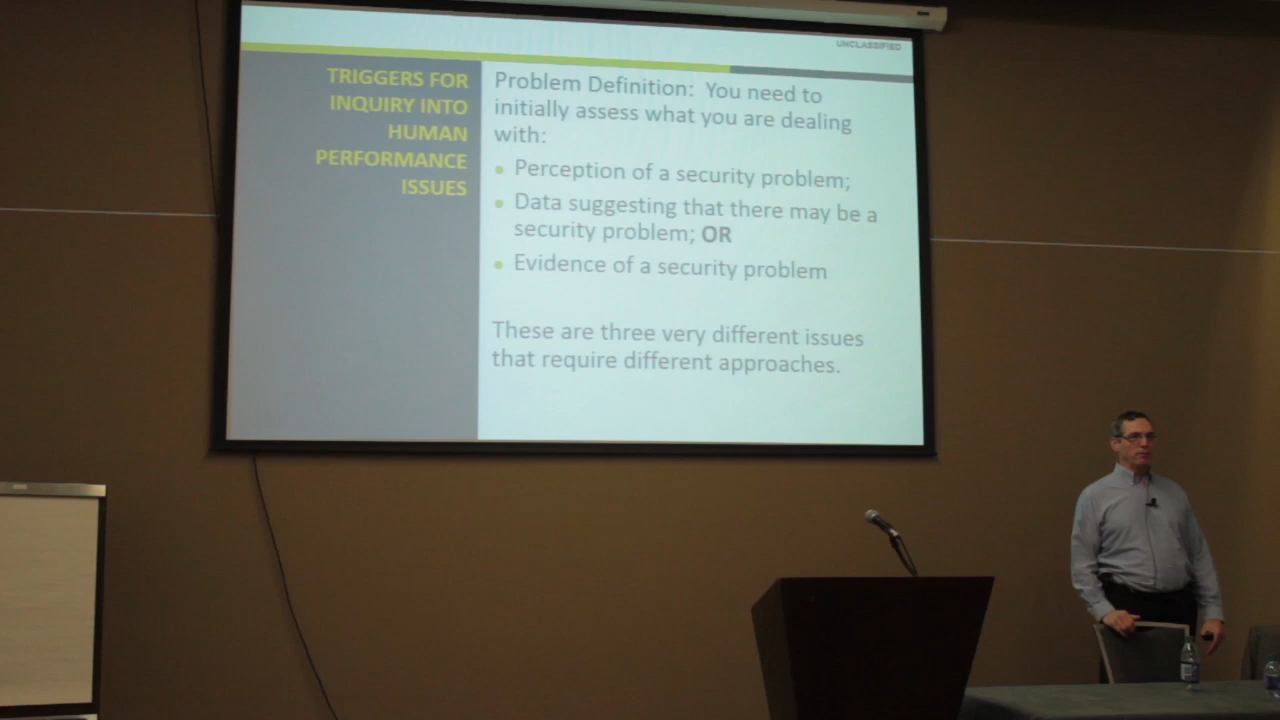 UNCLASSIFIED
TRIGGERS FOR
INQUIRY INTO
HUMAN
PERFORMANCE
ISSUES
Problem Definition: You need to
initially assess what you are dealing
with:
• Perception of a security problem;
• Data suggesting that there may be a
security problem; OR
• Evidence of a security problem
These are three very different issues
that require different approaches.